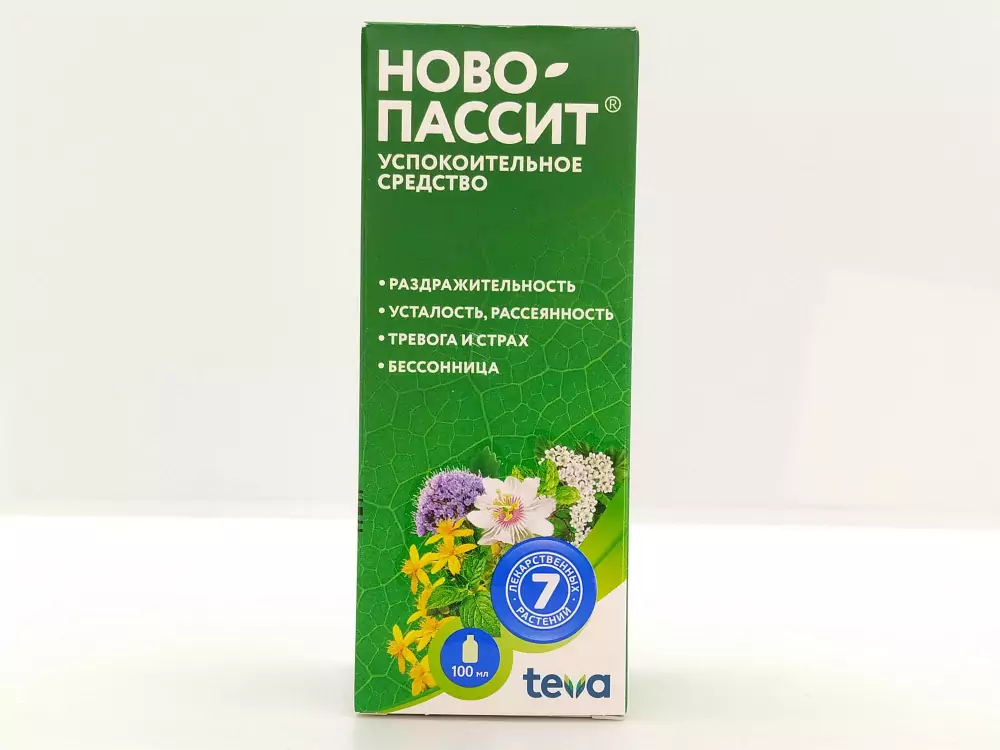 НОВО-
ПАССИТ®
УСПОКОИТЕЛЬНОЕ
СРЕДСТВО
• РАЗДРАЖИТЕЛЬНОСТЬ
• УСТАЛОСТЬ, РАССЕЯННОСТЬ
• ТРЕВОГА И СТРАХ
• БЕССОННИЦА
ЛЕКАРСТВЕННЫХ
7
РАСТЕНИЙ
100 мл
teva